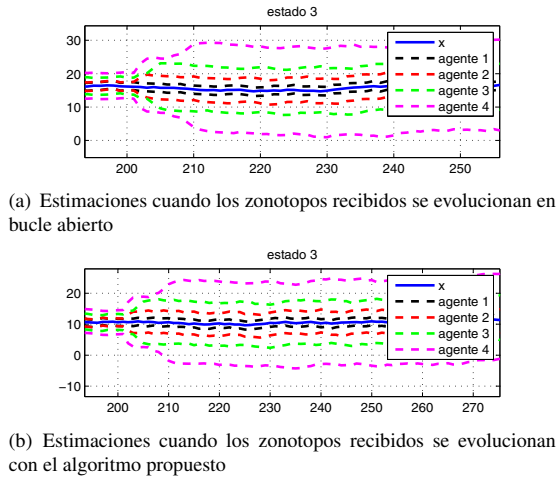 estado 3
30
20
10
0
x
agente 1
agente 2
agente 3
agente 4
200 210 220 230 240 250
(a) Estimaciones cuando los zonotopos recibidos se evolucionan en
bucle abierto
estado 3
20
10
0
−10
x
agente 1
agente 2
agente 3
agente 4
200 210 220 230 240 250 260 270
(b) Estimaciones cuando los zonotopos recibidos se evolucionan
con el algoritmo propuesto